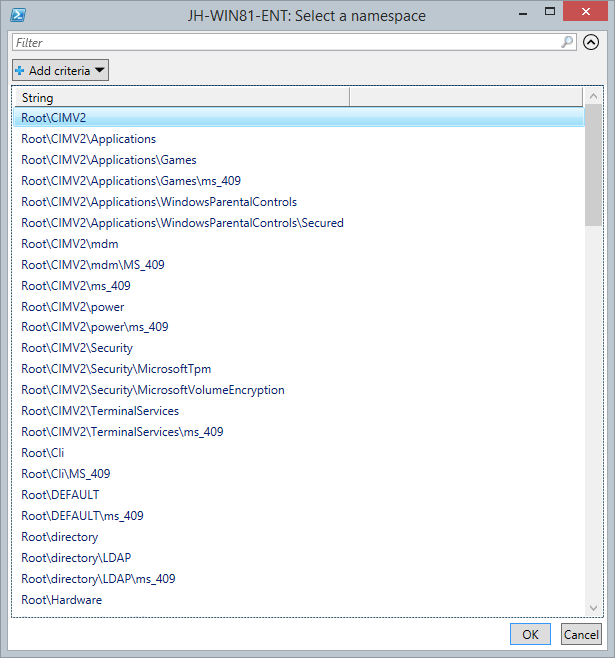 JH-WIN81-ENT: Select a namespace
Filter
Add criteria
String
Root\CIMV2
Root\CIMV2\Applications
Root\CIMV2\Applications\Games
Root\CIMV2\Applications\Games\ms_409
Root\CIMV2\Applications\WindowsParentalControls
Root\CIMV2\Applications\WindowsParentalControls\Secured
Root\CIMV2\mdm
Root\CIMV2\mdm\MS_409
Root\CIMV2\ms_409
Root\CIMV2\power
Root\CIMV2\power\ms_409
Root\CIMV2\Security
Root\CIMV2\Security\MicrosoftTpm
Root\CIMV2\Security\MicrosoftVolumeEncryption
Root\CIMV2\TerminalServices
Root\CIMV2\TerminalServices\ms_409
Root\Cli
Root\Cli\MS_409
Root\DEFAULT
Root\DEFAULT\ms_409
Root\directory
Root\directory\LDAP
Root\directory\LDAP\ms_409
Root\Hardware
OK Cancel